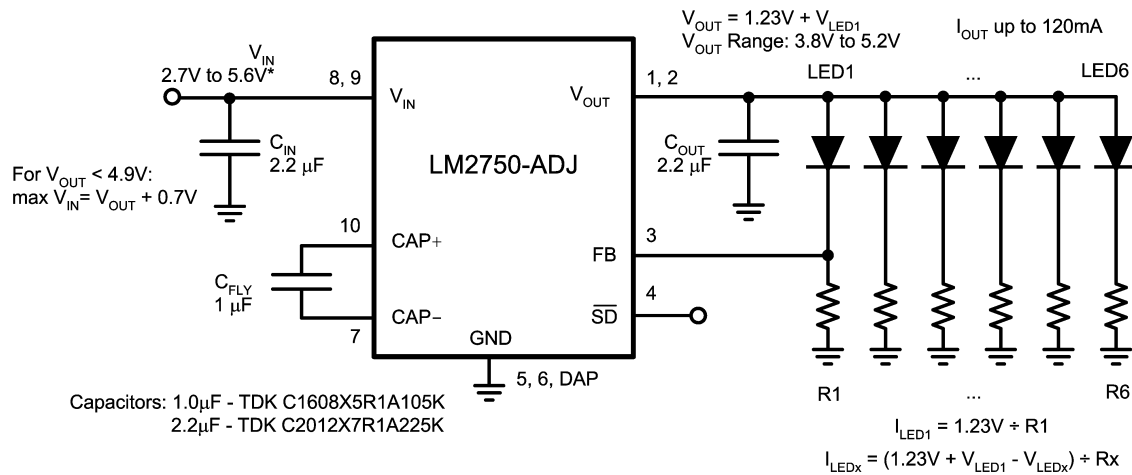 V_OUT = 1.23V + V_LED1
V_OUT Range: 3.8V to 5.2V
I_OUT up to 120mA
V_IN
2.7V to 5.6V*
8, 9
1, 2
LED1
...
LED6
V_IN
V_OUT
C_IN
2.2 µF
LM2750-ADJ
C_OUT
2.2 µF
For V_OUT < 4.9V:
max V_IN= V_OUT + 0.7V
10
CAP+
3
FB
C_FLY
1 µF
4
SD
CAP−
7
GND
5, 6, DAP
R1
...
R6
Capacitors: 1.0µF - TDK C1608X5R1A105K
2.2µF - TDK C2012X7R1A225K
I_LED1 = 1.23V ÷ R1
I_LEDx = (1.23V + V_LED1 - V_LEDx) ÷ Rx